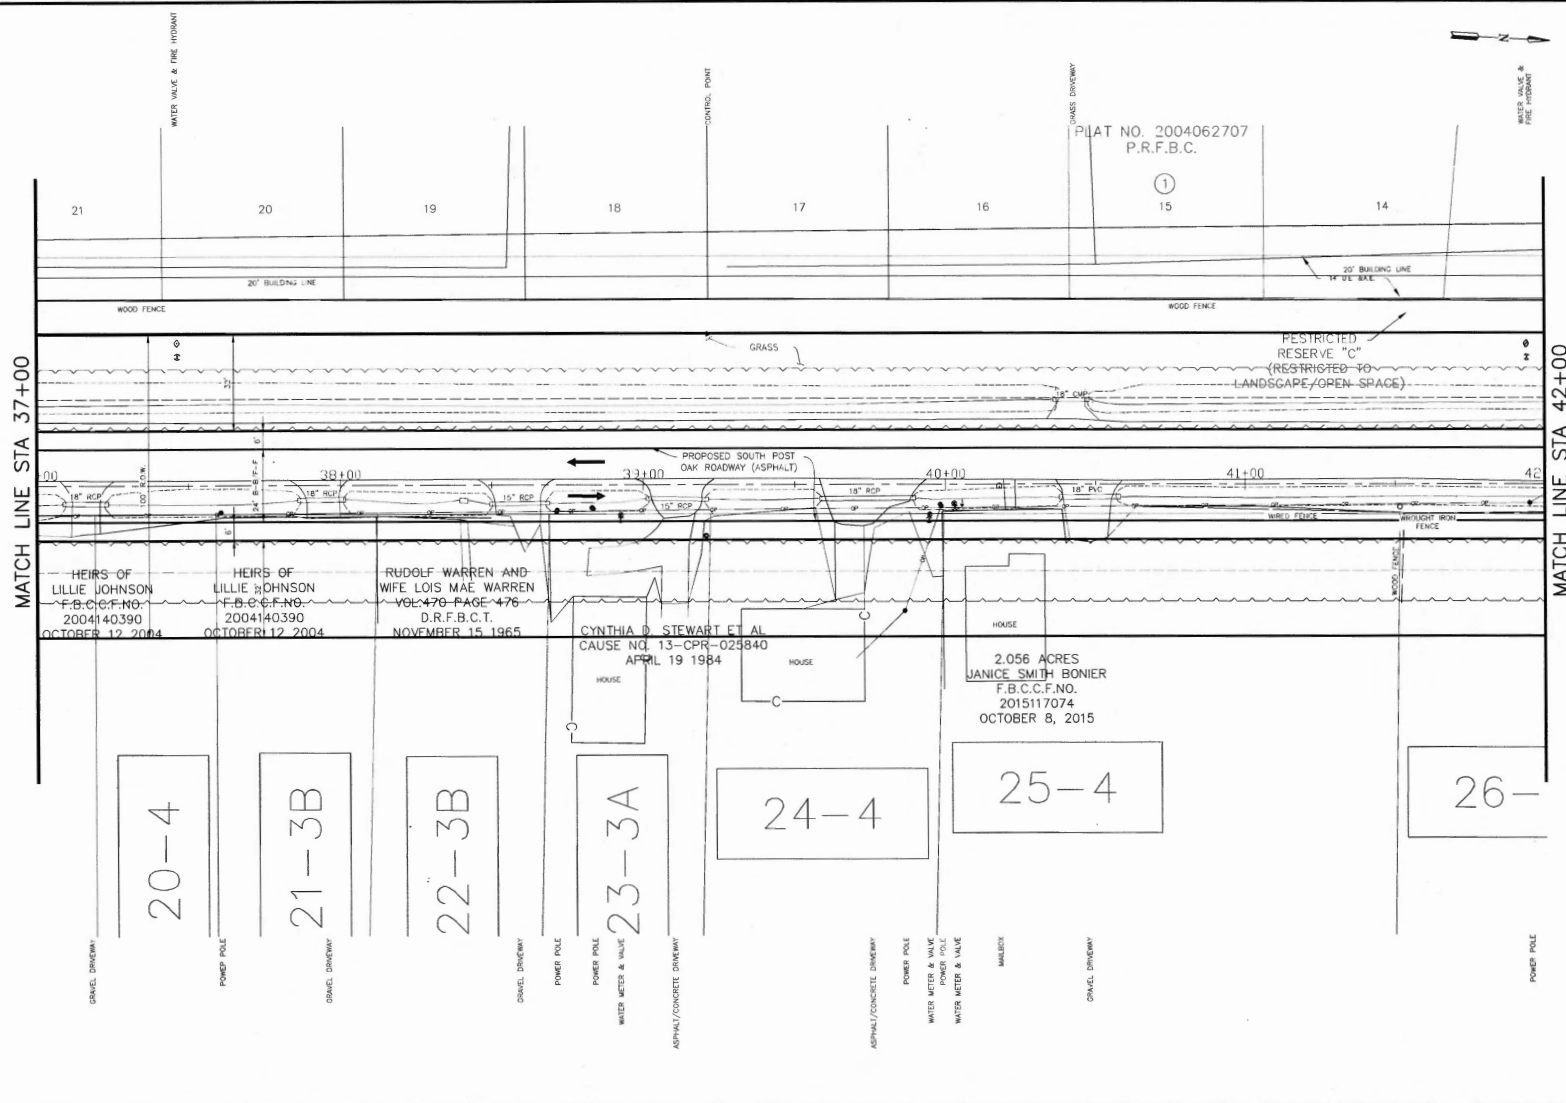 WATER VALVE & FIRE HYDRANT
CONTROL POINT
GRASS DRIVEWAY
WATER VALVE &
FIRE HYDRANT
N
PLAT NO. 2004062707
P.R.F.B.C.
1
21
20
19
18
17
16
15
14
20' BUILDING LINE
20' BUILDING LINE
14' U.E. &A.E.
WOOD FENCE
WOOD FENCE
GRASS
RESTRICTED
RESERVE "C"
(RESTRICTED TO
LANDSCAPE/OPEN SPACE)
MATCH LINE STA 37+00
MATCH LINE STA 42+00
18" CMP
100' R.O.W.
6'
24' B-B/F-F
6'
PROPOSED SOUTH POST
OAK ROADWAY (ASPHALT)
00
38+00
39+00
40+00
41+00
42
18" RCP
18" RCP
15" RCP
15" RCP
18" RCP
18" PVC
WIRED FENCE
WROUGHT IRON
FENCE
WOOD FENCE
HEIRS OF
LILLIE JOHNSON
F.B.C.C.F.NO.
2004140390
OCTOBER 12 2004
HEIRS OF
LILLIE JOHNSON
F.B.C.C.F.NO.
2004140390
OCTOBER 12 2004
RUDOLF WARREN AND
WIFE LOIS MAE WARREN
VOL 470 PAGE 476
D.R.F.B.C.T.
NOVEMBER 15 1965
CYNTHIA D. STEWART ET AL
CAUSE NO. 13-CPR-025840
APRIL 19 1984
HOUSE
HOUSE
HOUSE
C
C
C
2.056 ACRES
JANICE SMITH BONIER
F.B.C.C.F.NO.
2015117074
OCTOBER 8, 2015
20-4
21-3B
22-3B
23-3A
24-4
25-4
26-
GRAVEL DRIVEWAY
POWER POLE
GRAVEL DRIVEWAY
GRAVEL DRIVEWAY
POWER POLE
POWER POLE
WATER METER & VALVE
ASPHALT/CONCRETE DRIVEWAY
ASPHALT/CONCRETE DRIVEWAY
POWER POLE
WATER METER & VALVE
POWER POLE
WATER METER & VALVE
MAILBOX
GRAVEL DRIVEWAY
POWER POLE